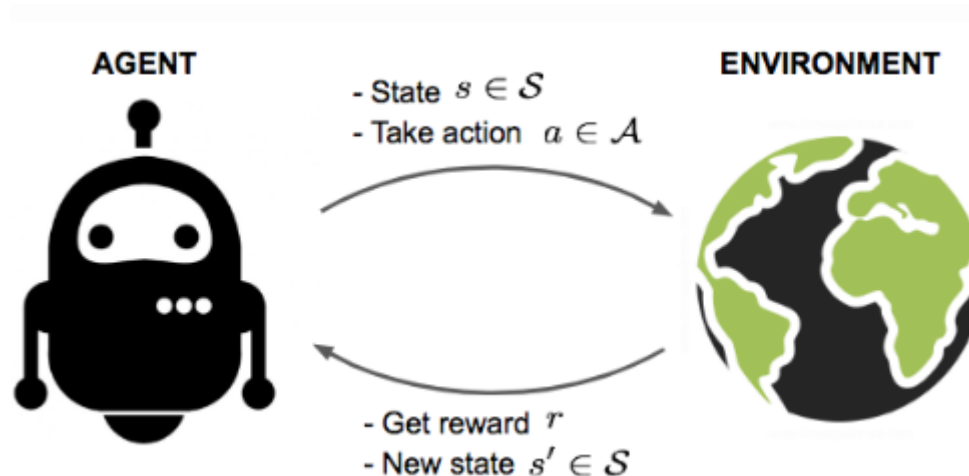 AGENT
ENVIRONMENT
- State s ∈ 𝒮
- Take action a ∈ 𝒜
- Get reward r
- New state s′ ∈ 𝒮